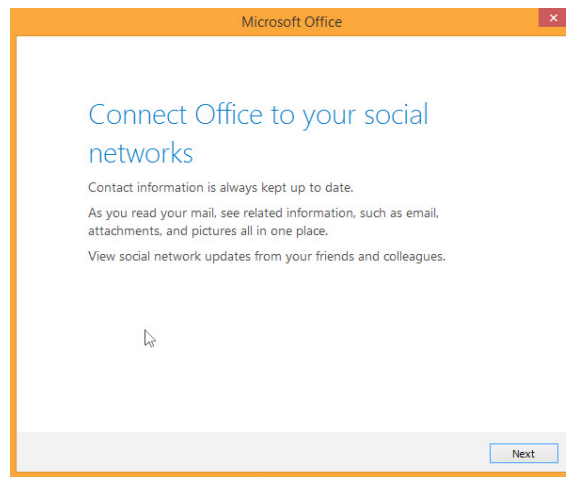 Microsoft Office
Connect Office to your social
networks
Contact information is always kept up to date.
As you read your mail, see related information, such as email,
attachments, and pictures all in one place.
View social network updates from your friends and colleagues.
Next